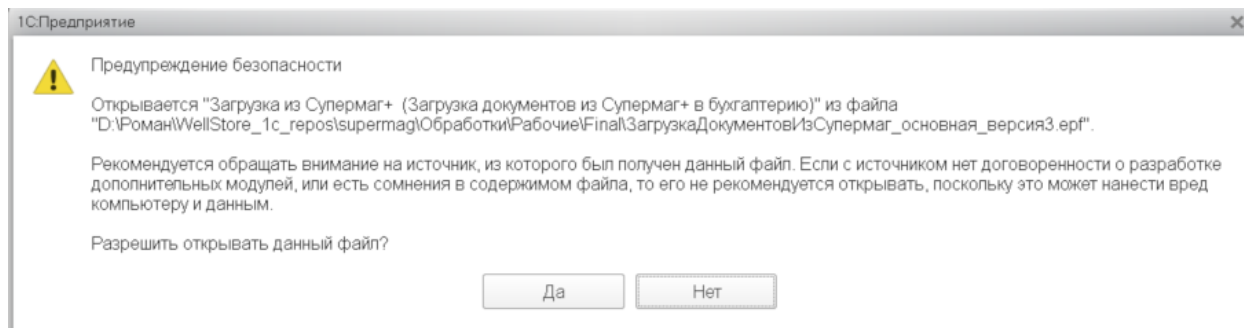 1С:Предприятие
Предупреждение безопасности
Открывается "Загрузка из Супермаг+ (Загрузка документов из Супермаг+ в бухгалтерию)" из файла
"D:\Роман\WellStore_1c_repos\supermag\Обработки\Рабочие\Final\ЗагрузкаДокументовИзСупермаг_основная_версия3.epf".
Рекомендуется обращать внимание на источник, из которого был получен данный файл. Если с источником нет договоренности о разработке
дополнительных модулей, или есть сомнения в содержимом файла, то его не рекомендуется открывать, поскольку это может нанести вред
компьютеру и данным.
Разрешить открывать данный файл?
Да Нет